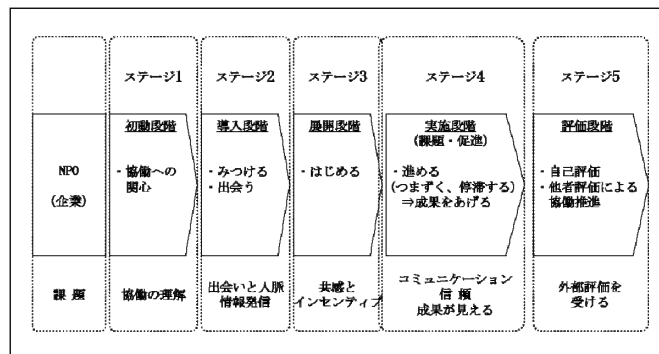 ステージ1
ステージ2
ステージ3
ステージ4
ステージ5
NPO
(企業)
初動段階
・協働への
関心
導入段階
・みつける
・出会う
展開段階
・はじめる
実施段階
(課題・促進)
・進める
(つまずく、停滞する)
⇒成果をあげる
評価段階
・自己評価
・他者評価による
協働推進
課 題
協働の理解
出会いと人脈
情報発信
共感と
インセンティブ
コミュニケーション
信 頼
成果が見える
外部評価を
受ける